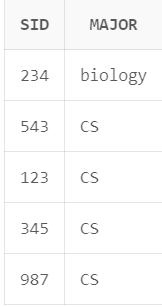 SID MAJOR
234 biology
543 CS
123 CS
345 CS
987 CS